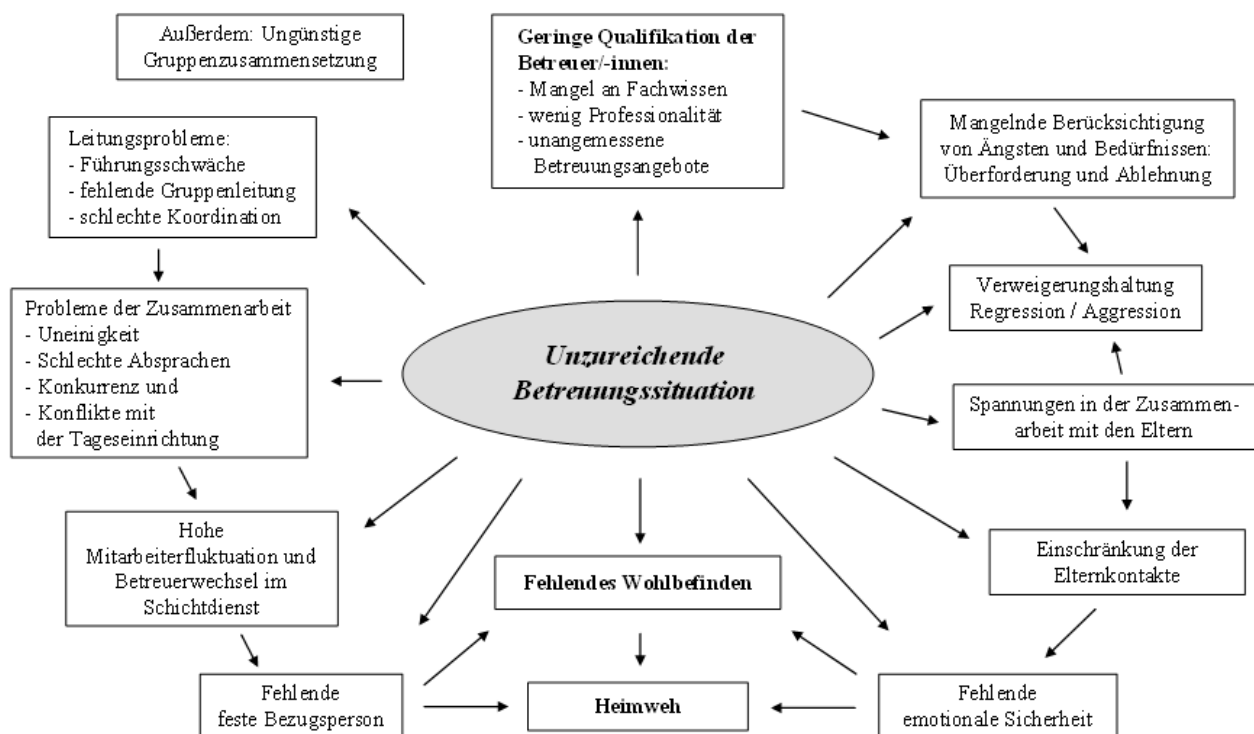 Außerdem: Ungünstige
Gruppenzusammensetzung
Geringe Qualifikation der
Betreuer/-innen:
- Mangel an Fachwissen
- wenig Professionalität
- unangemessene
Betreuungsangebote
Leitungsprobleme:
- Führungsschwäche
- fehlende Gruppenleitung
- schlechte Koordination
Mangelnde Berücksichtigung
von Ängsten und Bedürfnissen:
Überforderung und Ablehnung
Probleme der Zusammenarbeit
- Uneinigkeit
- Schlechte Absprachen
- Konkurrenz und
- Konflikte mit
der Tageseinrichtung
Unzureichende
Betreuungssituation
Verweigerungshaltung
Regression / Aggression
Spannungen in der Zusammen-
arbeit mit den Eltern
Hohe
Mitarbeiterfluktuation und
Betreuerwechsel im
Schichtdienst
Fehlendes Wohlbefinden
Einschränkung der
Elternkontakte
Fehlende
feste Bezugsperson
Heimweh
Fehlende
emotionale Sicherheit